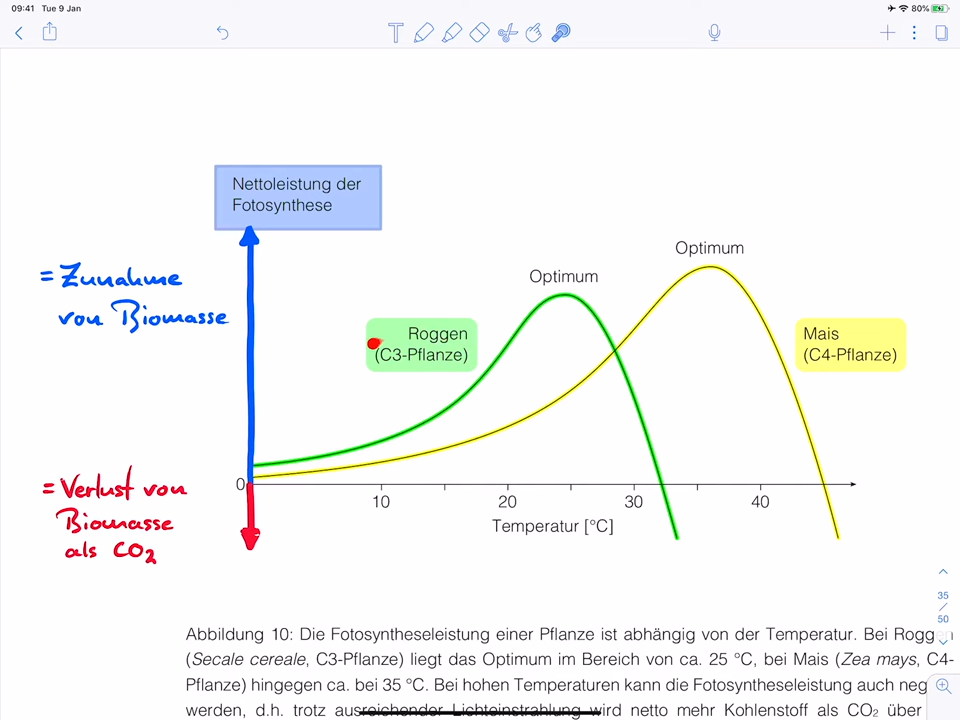 09:41 Tue 9 Jan
80%
T
Nettoleistung der
Fotosynthese
= Zunahme
von Biomasse
Optimum
Optimum
Roggen
(C3-Pflanze)
Mais
(C4-Pflanze)
0
10 20 30 40
Temperatur [°C]
= Verlust von
Biomasse
als CO₂
35
/
50
Abbildung 10: Die Fotosyntheseleistung einer Pflanze ist abhängig von der Temperatur. Bei
(Secale cereale, C3-Pflanze) liegt das Optimum im Bereich von ca. 25 °C, bei Mais (Zea mays, C4-
Pflanze) hingegen ca. bei 35 °C. Bei hohen Temperaturen kann die Fotosyntheseleistung auch
werden, d.h. trotz ausreichender Lichteinstrahlung wird netto mehr Kohlenstoff als CO₂ über